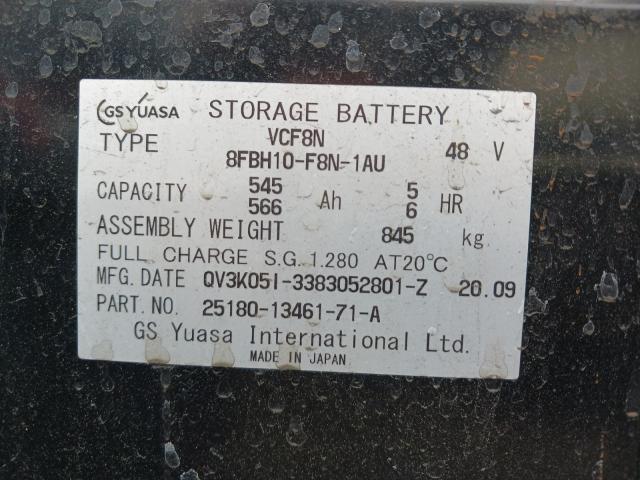 GS YUASA STORAGE BATTERY
TYPE VCF8N 48 V
8FBH10-F8N-1AU
CAPACITY 545 Ah 5 HR
566 6
ASSEMBLY WEIGHT 845 kg
FULL CHARGE S.G. 1.280 AT20℃
MFG. DATE QV3K05I-3383052801-Z 20.09
PART. NO. 25180-13461-71-A
GS Yuasa International Ltd.
MADE IN JAPAN